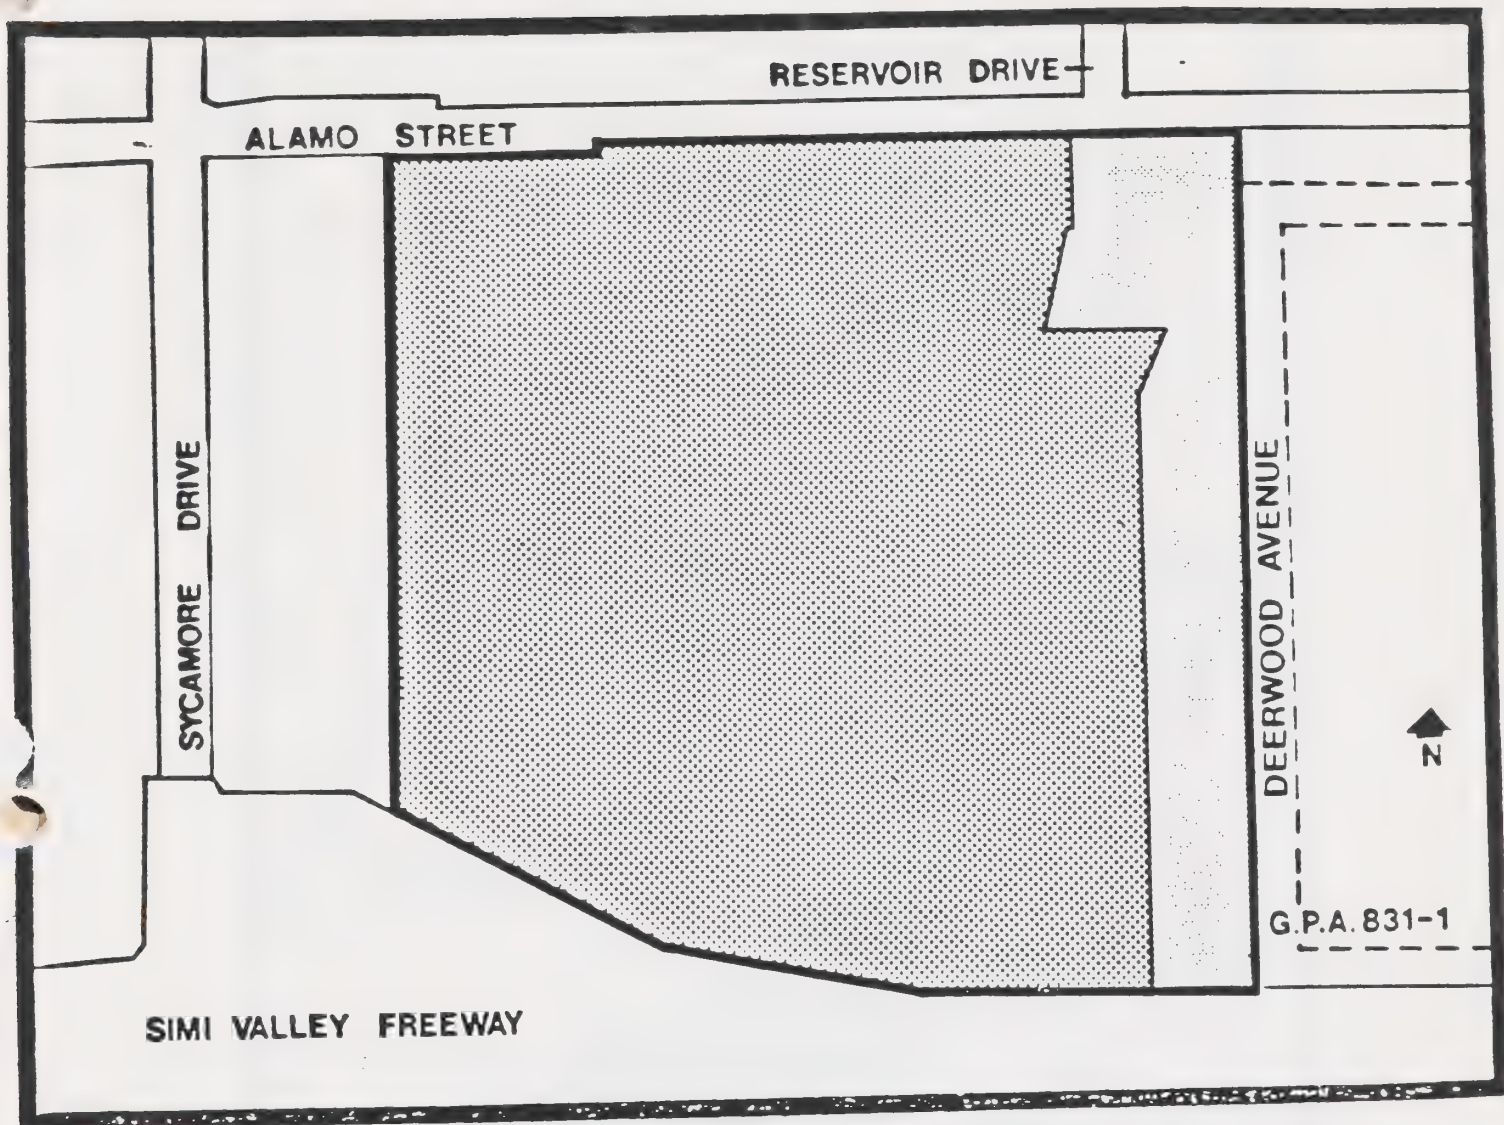 RESERVOIR DRIVE
ALAMO STREET
SYCAMORE DRIVE
DEERWOOD AVENUE
N
G.P.A. 831-1
SIMI VALLEY FREEWAY